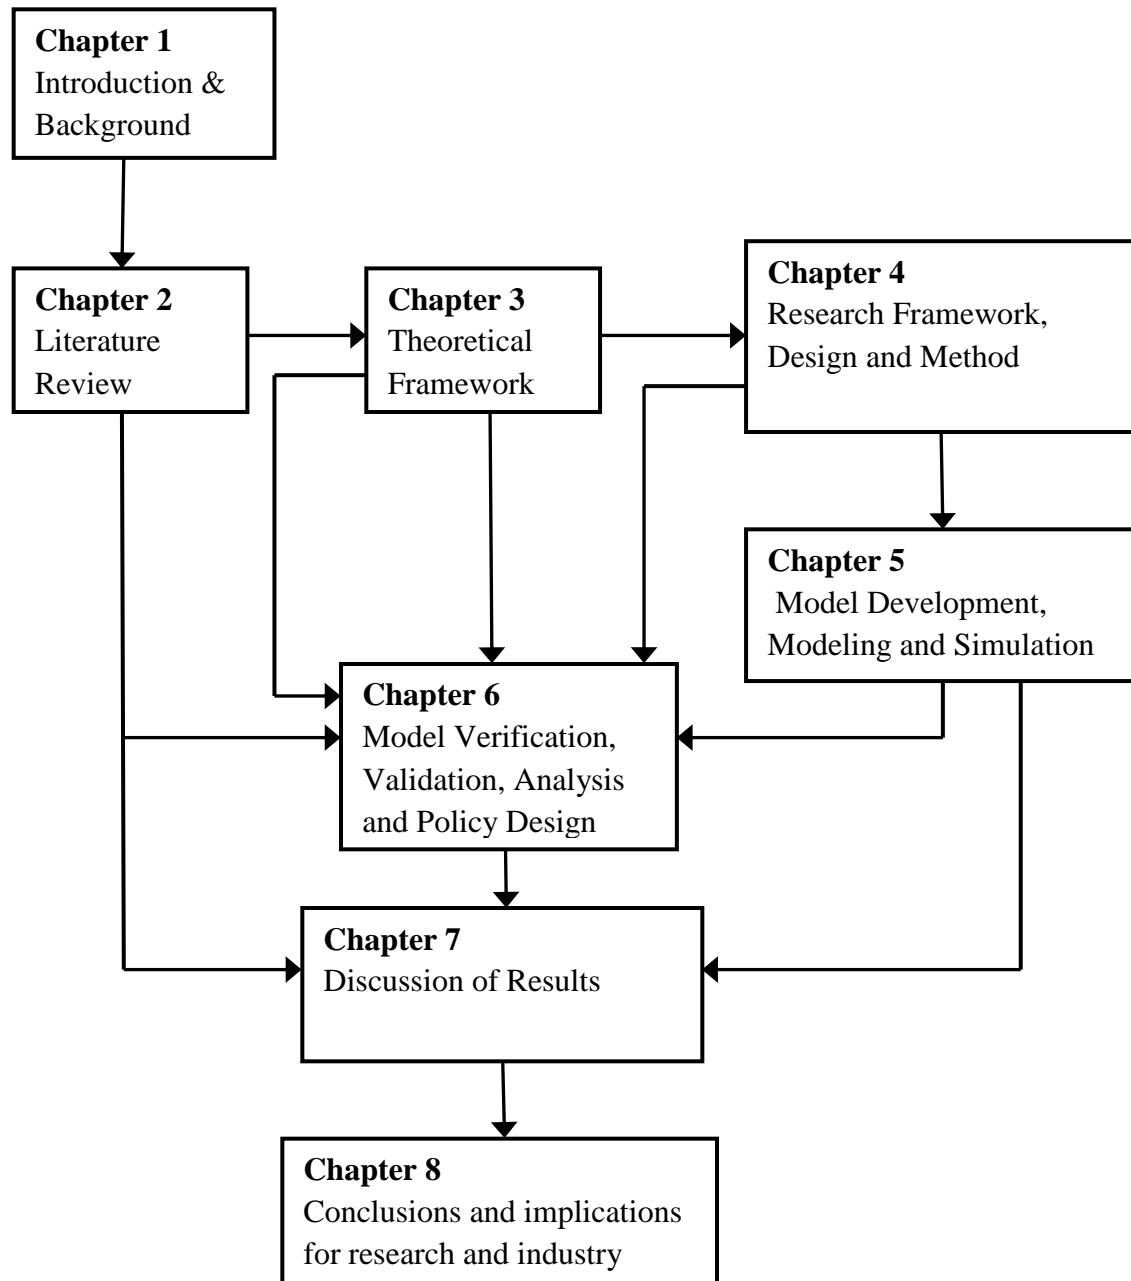 Chapter 1
Introduction &
Background
Chapter 2
Literature
Review
Chapter 3
Theoretical
Framework
Chapter 4
Research Framework,
Design and Method
Chapter 5
Model Development,
Modeling and Simulation
Chapter 6
Model Verification,
Validation, Analysis
and Policy Design
Chapter 7
Discussion of Results
Chapter 8
Conclusions and implications
for research and industry